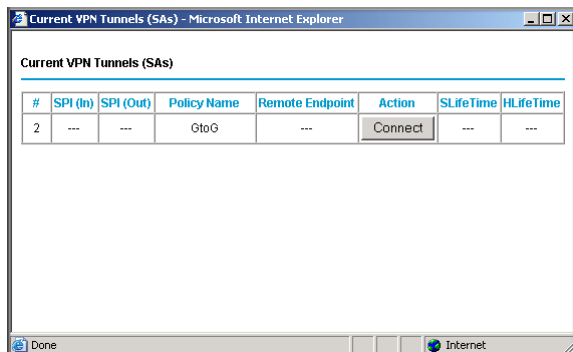 Current VPN Tunnels (SAs) - Microsoft Internet Explorer
Current VPN Tunnels (SAs)
# SPI (In) SPI (Out) Policy Name Remote Endpoint Action SLifeTime HLifeTime
2 --- --- GtoG --- Connect --- ---
Done Internet